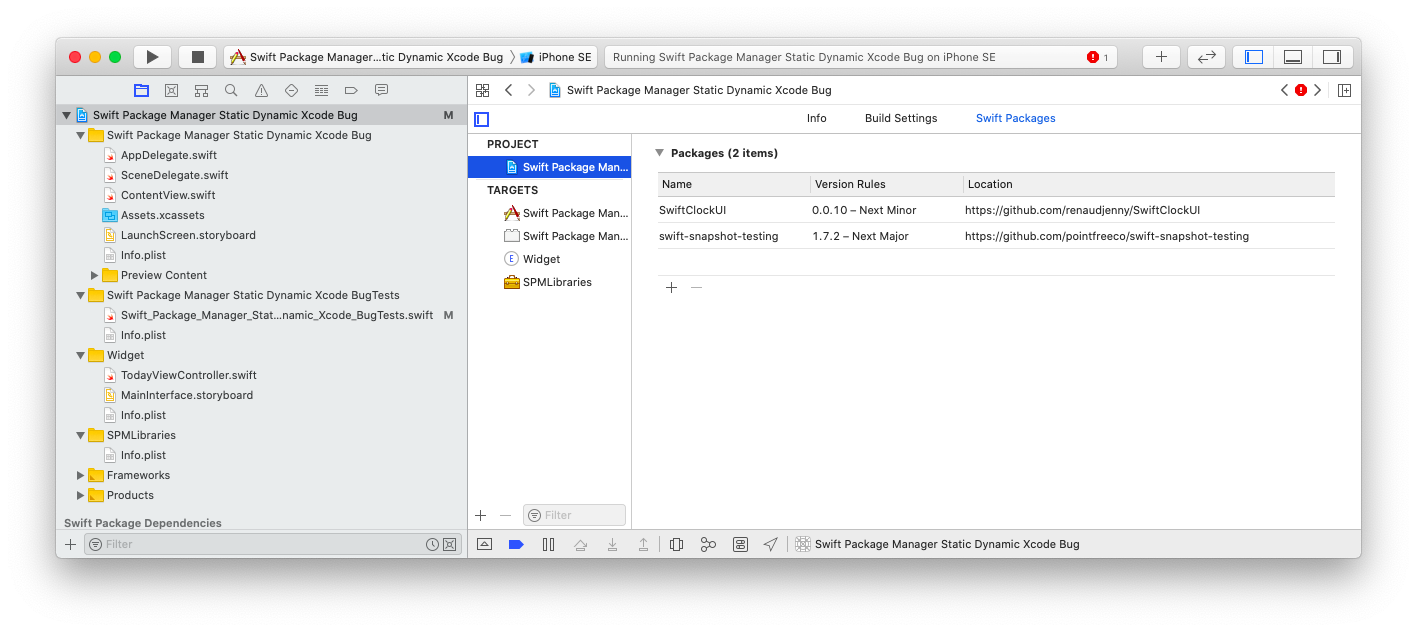 Swift Package Manager...tic Dynamic Xcode Bug iPhone SE
Running Swift Package Manager Static Dynamic Xcode Bug on iPhone SE 1
Swift Package Manager Static Dynamic Xcode Bug M
Swift Package Manager Static Dynamic Xcode Bug
AppDelegate.swift
SceneDelegate.swift
ContentView.swift
Assets.xcassets
LaunchScreen.storyboard
Info.plist
Preview Content
Swift Package Manager Static Dynamic Xcode BugTests
Swift_Package_Manager_Stat...namic_Xcode_BugTests.swift M
Info.plist
Widget
TodayViewController.swift
MainInterface.storyboard
Info.plist
SPMLibraries
Info.plist
Frameworks
Products
Swift Package Dependencies
Filter
Swift Package Manager Static Dynamic Xcode Bug
Info Build Settings Swift Packages
PROJECT
Swift Package Man...
TARGETS
Swift Package Man...
Swift Package Man...
E Widget
SPMLibraries
Filter
Packages (2 items)
Name Version Rules Location
SwiftClockUI 0.0.10 – Next Minor https://github.com/renaudjenny/SwiftClockUI
swift-snapshot-testing 1.7.2 – Next Major https://github.com/pointfreeco/swift-snapshot-testing
Swift Package Manager Static Dynamic Xcode Bug